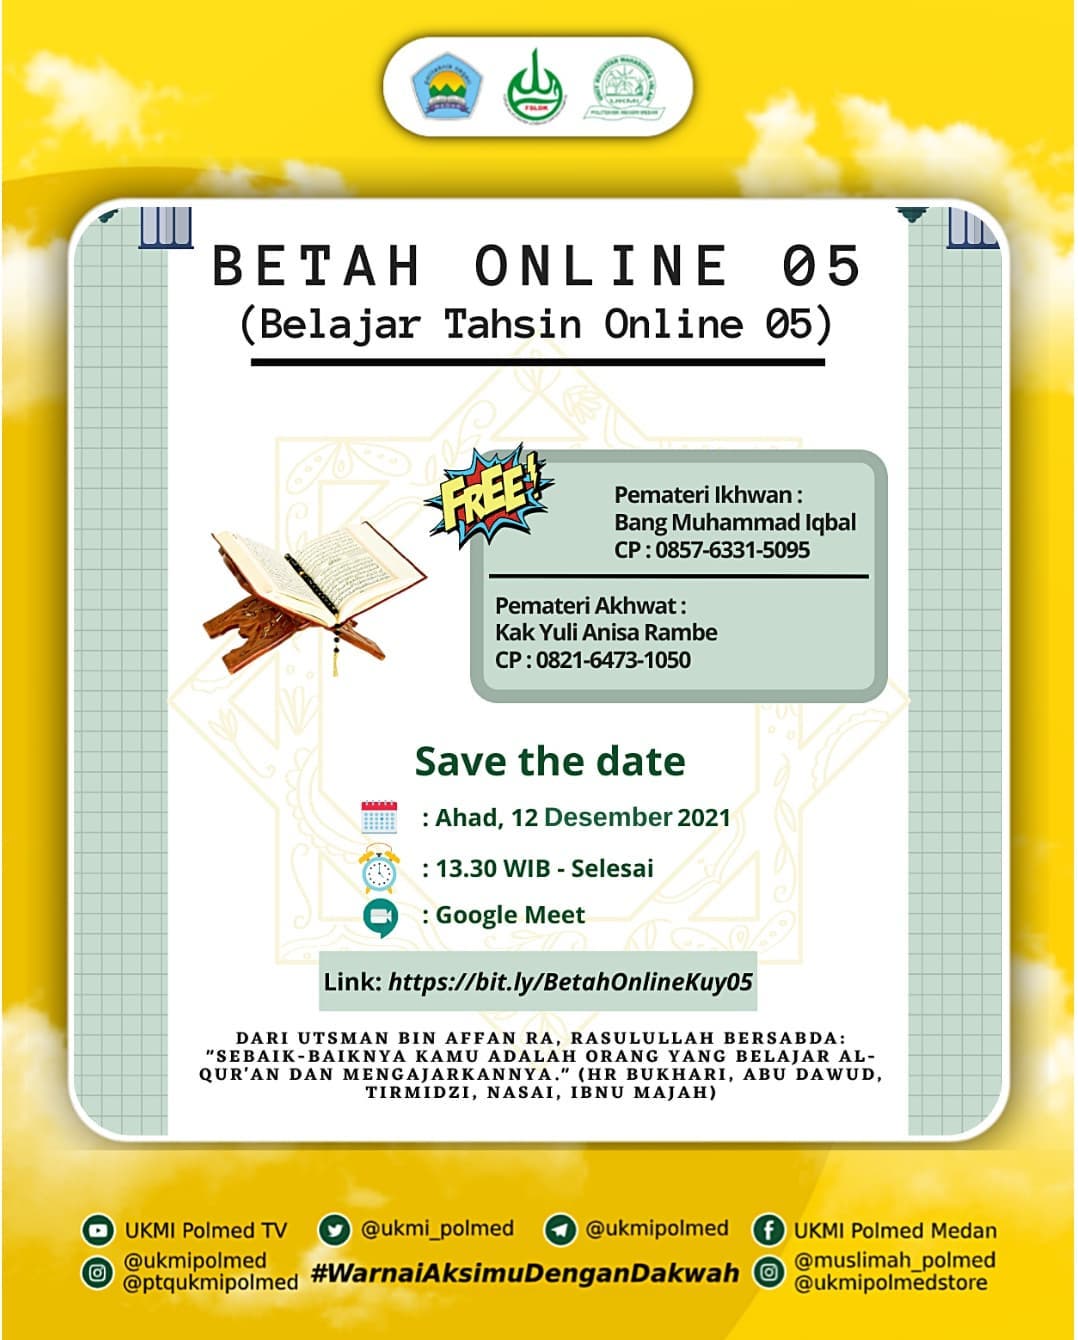 FSLDK
BETAH ONLINE 05
(Belajar Tahsin Online 05)
FREE!
Pemateri Ikhwan :
Bang Muhammad Iqbal
CP : 0857-6331-5095
Pemateri Akhwat :
Kak Yuli Anisa Rambe
CP : 0821-6473-1050
Save the date
: Ahad, 12 Desember 2021
: 13.30 WIB - Selesai
: Google Meet
Link: https://bit.ly/BetahOnlineKuy05
DARI UTSMAN BIN AFFAN RA, RASULULLAH BERSABDA:
"SEBAIK-BAIKNYA KAMU ADALAH ORANG YANG BELAJAR AL-
QUR'AN DAN MENGAJARKANNYA." (HR BUKHARI, ABU DAWUD,
TIRMIDZI, NASAI, IBNU MAJAH)
UKMI Polmed TV
@ukmi_polmed
@ukmipolmed
UKMI Polmed Medan
@ukmipolmed
@ptqukmipolmed
#WarnaiAksimuDenganDakwah
@muslimah_polmed
@ukmipolmedstore